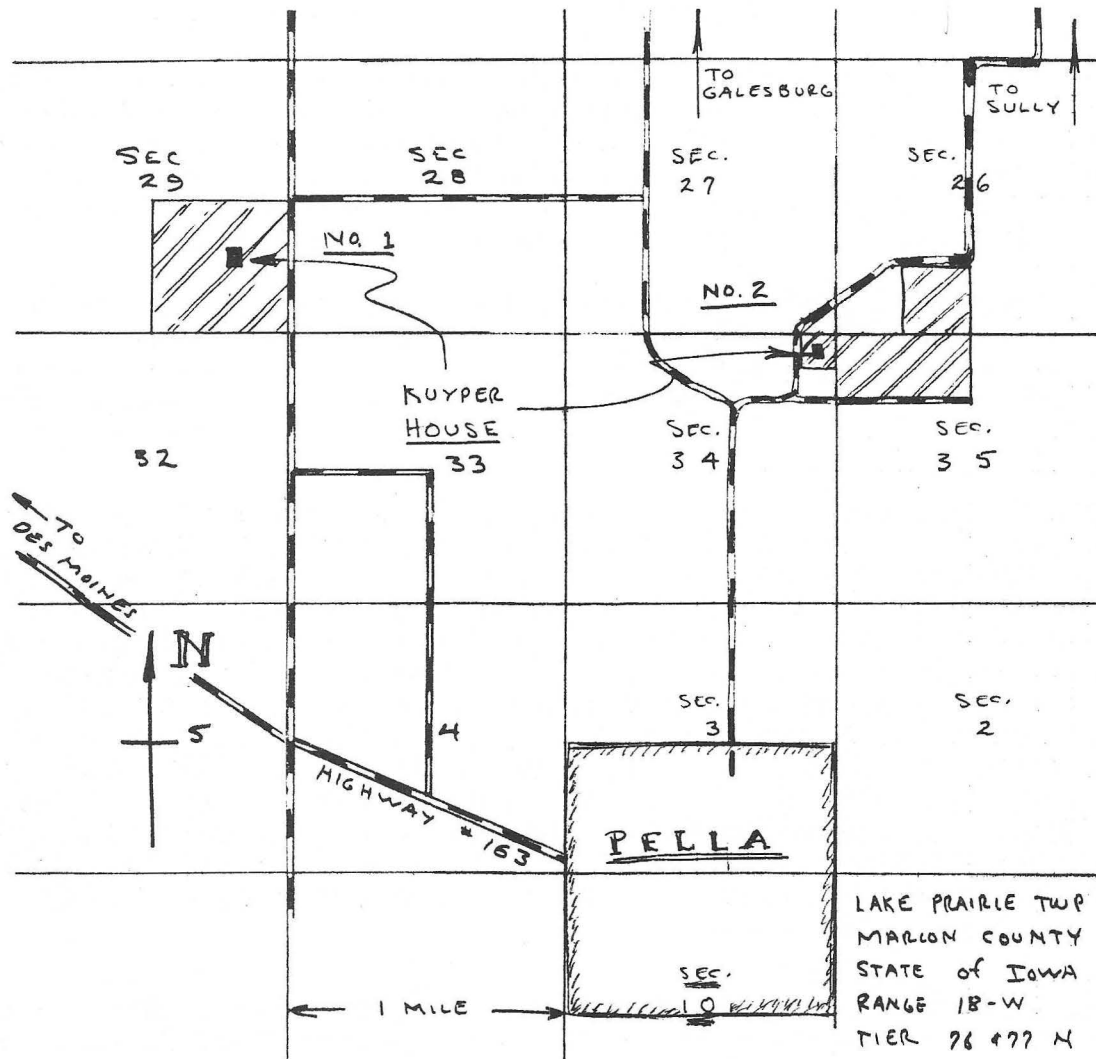 TO
GALESBURG
TO
SULLY
SEC
29
SEC
28
SEC.
27
SEC.
26
NO. 1
NO. 2
KUYPER
HOUSE
32
33
SEC.
34
SEC.
35
TO
DES MOINES
N
5
4
SEC.
3
SEC.
2
HIGHWAY # 163
PELLA
LAKE PRAIRIE TWP
MARION COUNTY
STATE of IOWA
RANGE 18-W
TIER 76 & 77 N
1 MILE
SEC.
10